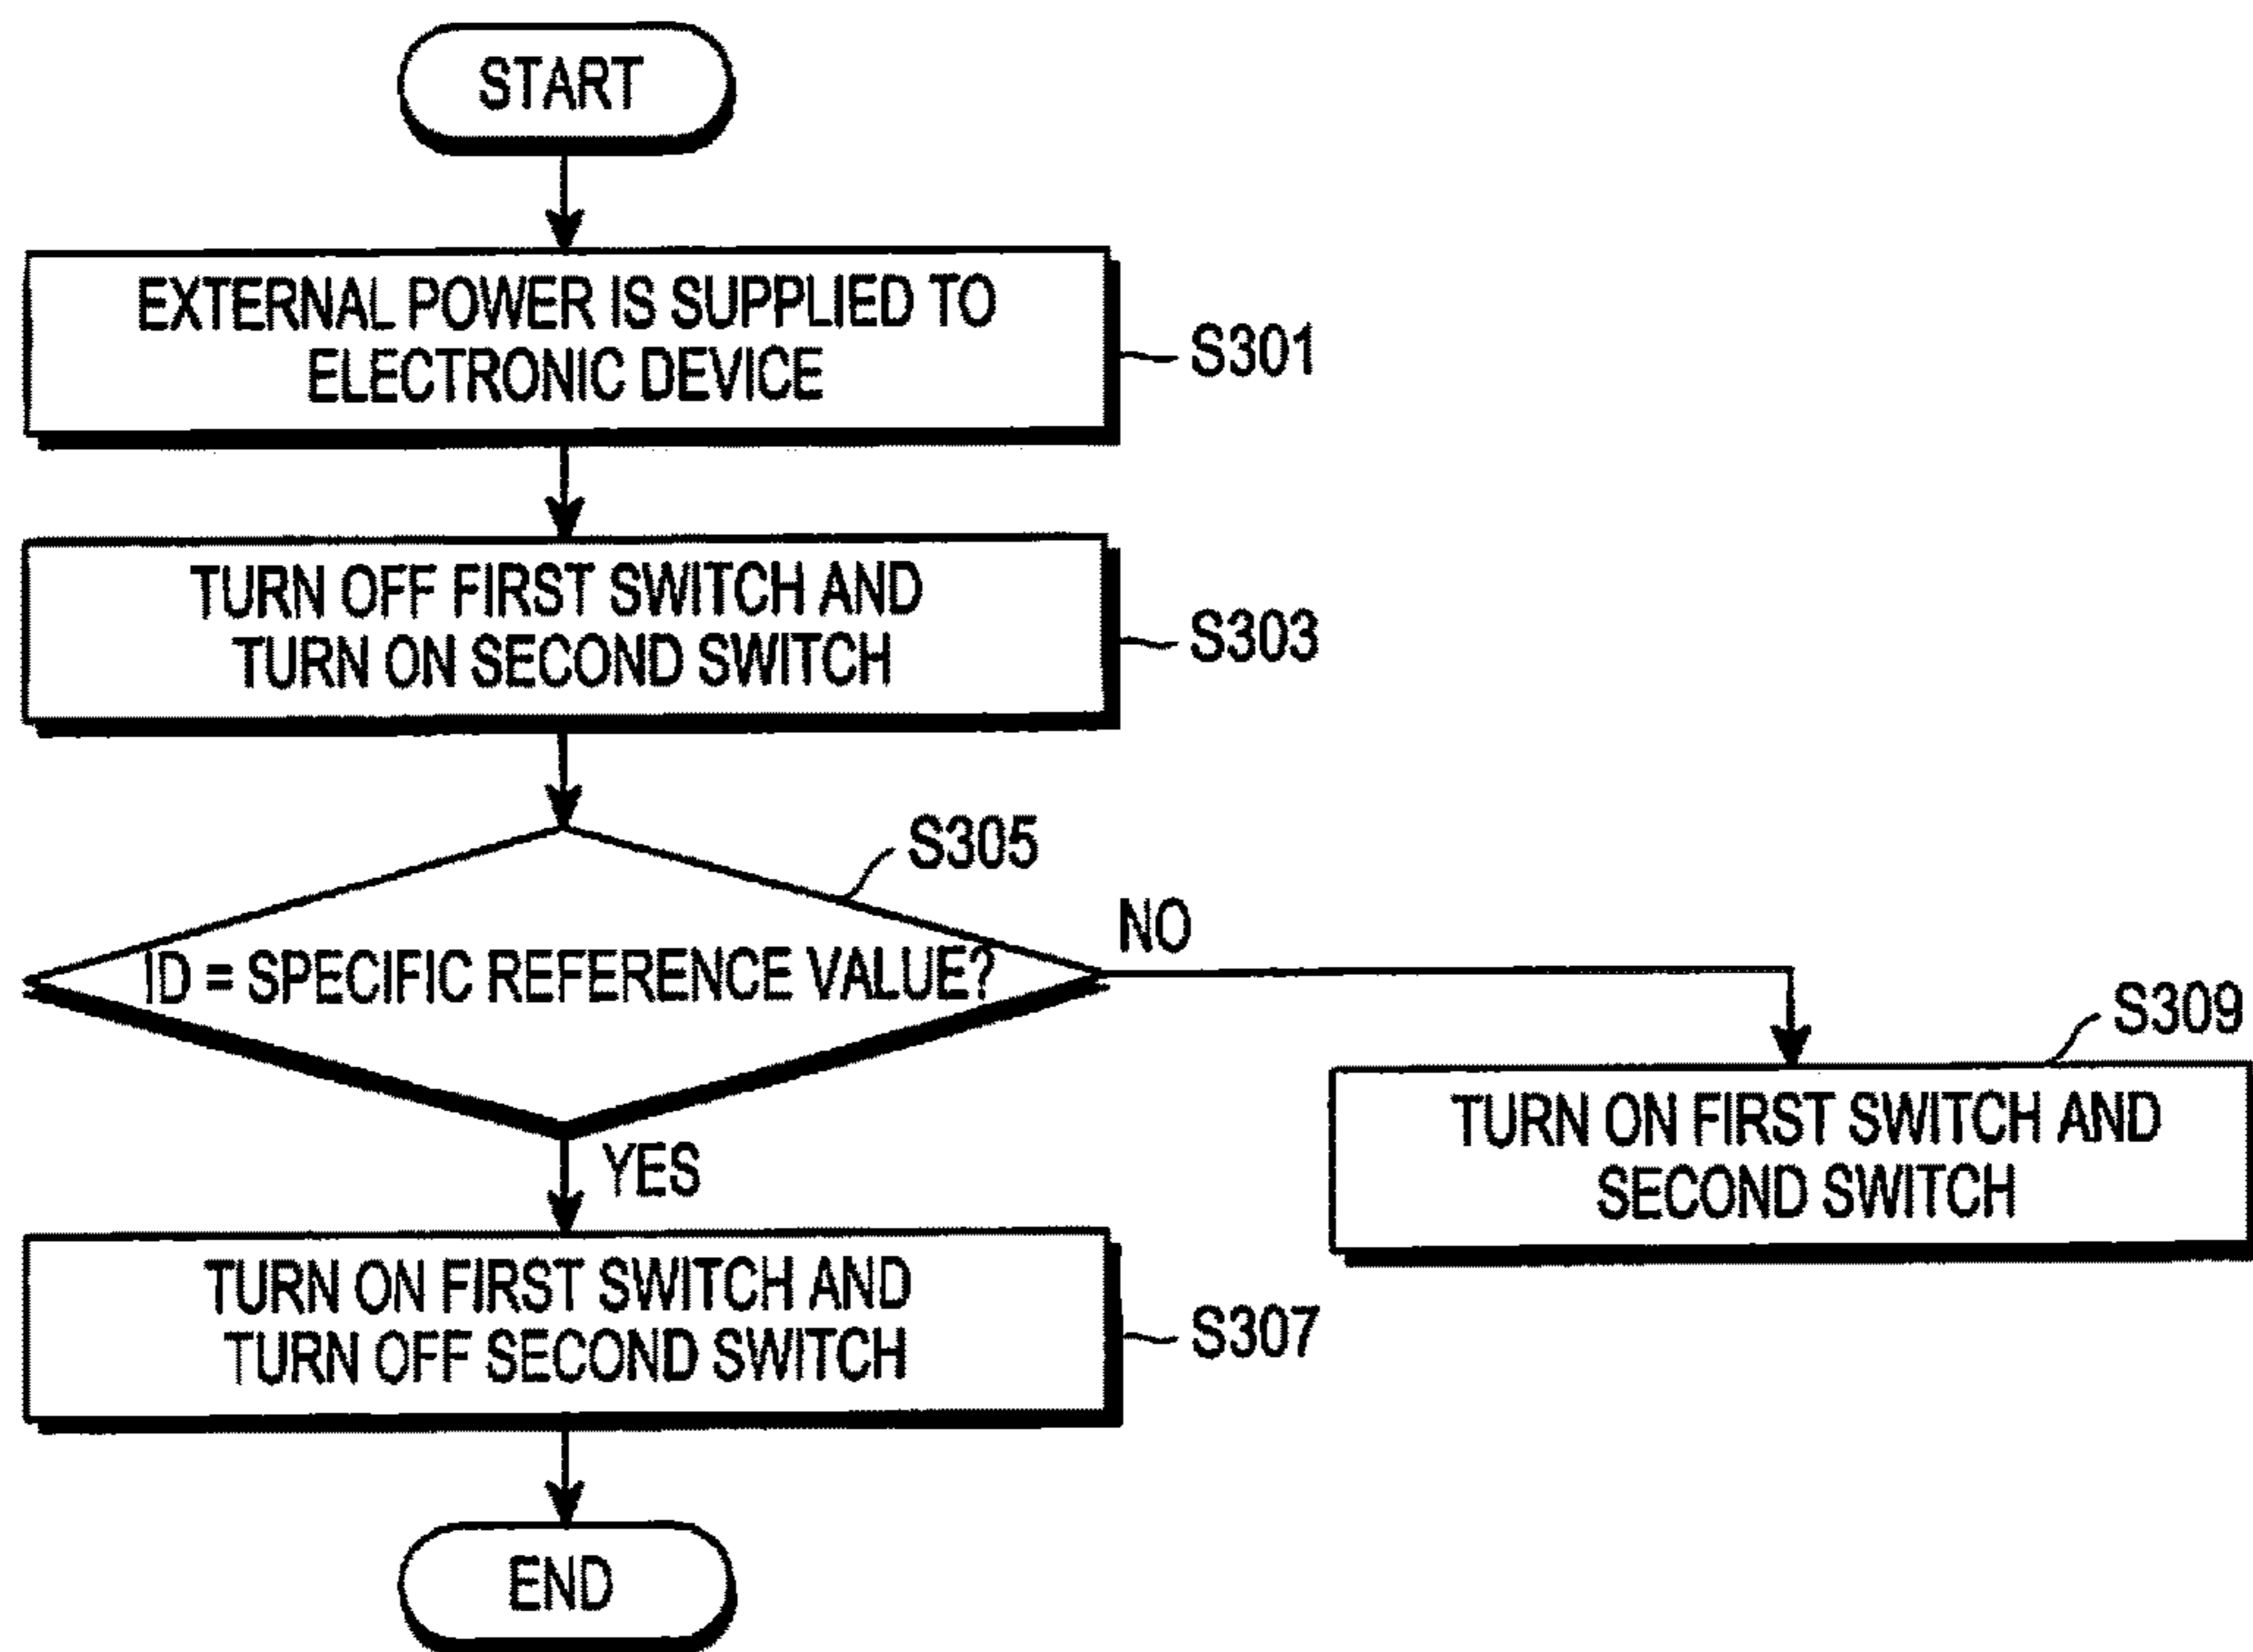 START
EXTERNAL POWER IS SUPPLIED TO
ELECTRONIC DEVICE
S301
TURN OFF FIRST SWITCH AND
TURN ON SECOND SWITCH
S303
S305
ID = SPECIFIC REFERENCE VALUE?
NO
YES
S309
TURN ON FIRST SWITCH AND
SECOND SWITCH
TURN ON FIRST SWITCH AND
TURN OFF SECOND SWITCH
S307
END